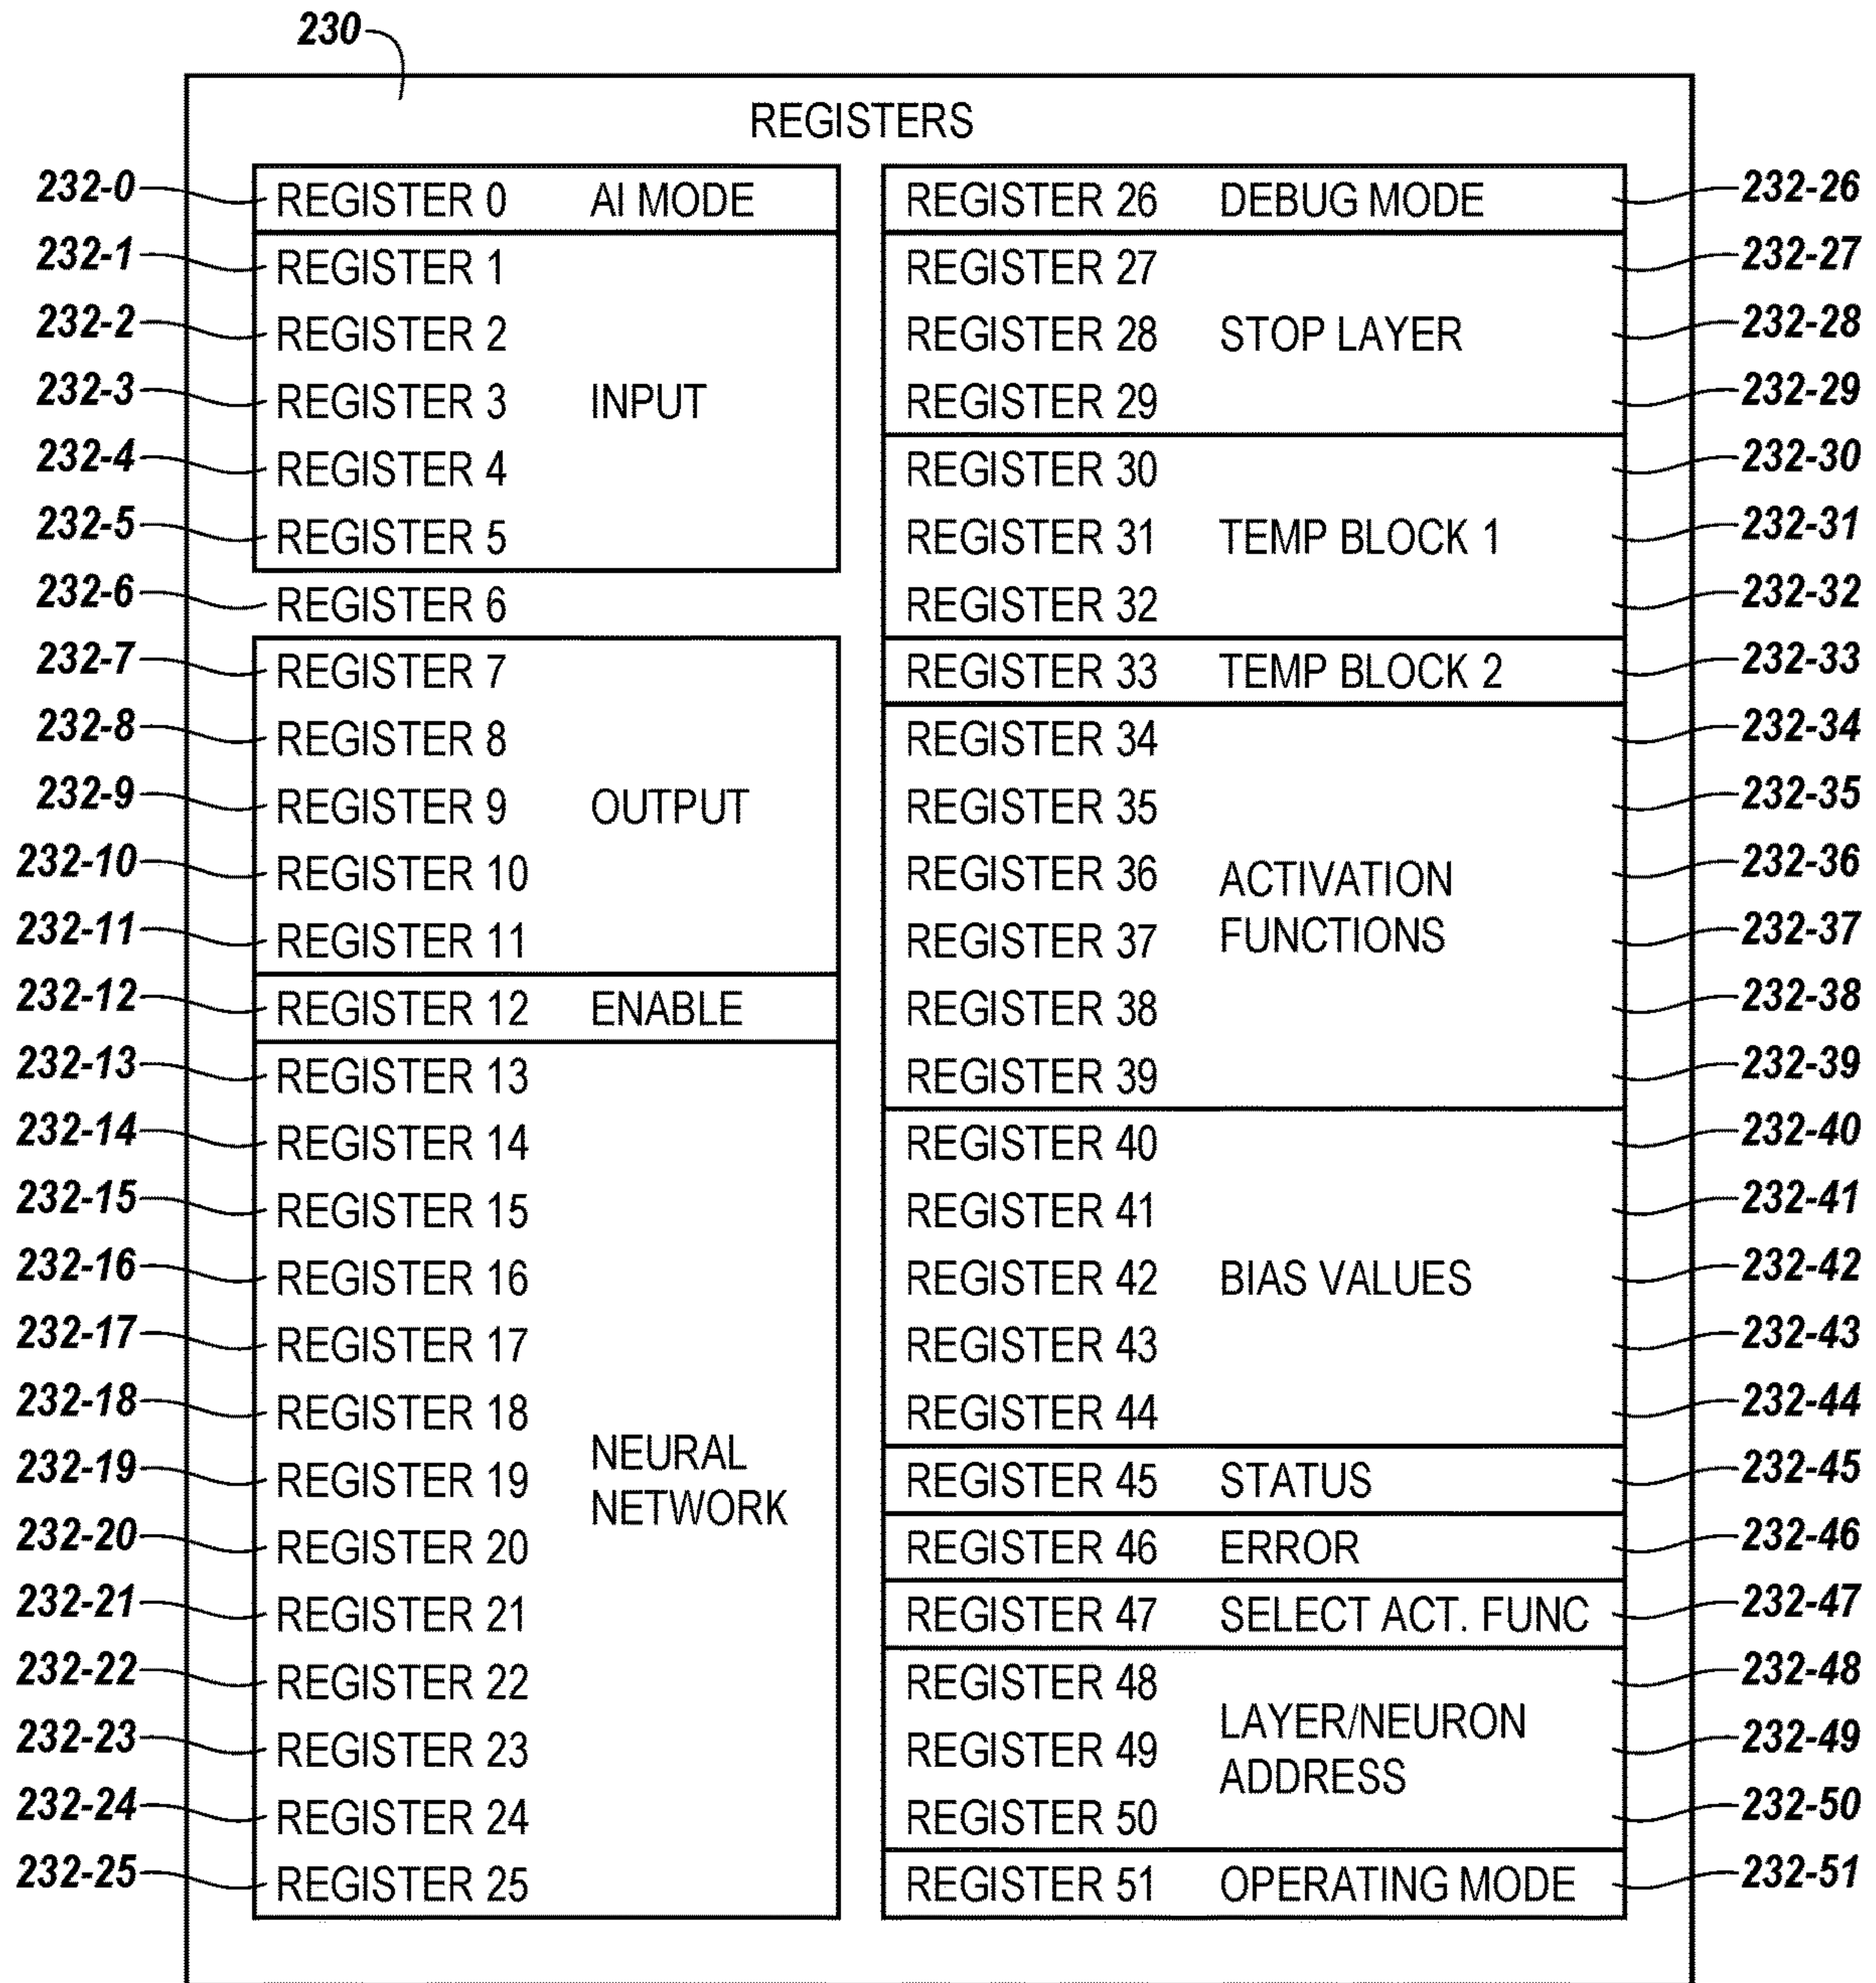 230
REGISTERS
232-0 REGISTER 0 AI MODE
232-1 REGISTER 1
232-2 REGISTER 2
232-3 REGISTER 3 INPUT
232-4 REGISTER 4
232-5 REGISTER 5
232-6 REGISTER 6
232-7 REGISTER 7
232-8 REGISTER 8
232-9 REGISTER 9 OUTPUT
232-10 REGISTER 10
232-11 REGISTER 11
232-12 REGISTER 12 ENABLE
232-13 REGISTER 13
232-14 REGISTER 14
232-15 REGISTER 15
232-16 REGISTER 16
232-17 REGISTER 17
232-18 REGISTER 18
NEURAL
232-19 REGISTER 19
NETWORK
232-20 REGISTER 20
232-21 REGISTER 21
232-22 REGISTER 22
232-23 REGISTER 23
232-24 REGISTER 24
232-25 REGISTER 25
REGISTER 26 DEBUG MODE 232-26
REGISTER 27 232-27
REGISTER 28 STOP LAYER 232-28
REGISTER 29 232-29
REGISTER 30 232-30
REGISTER 31 TEMP BLOCK 1 232-31
REGISTER 32 232-32
REGISTER 33 TEMP BLOCK 2 232-33
REGISTER 34 232-34
REGISTER 35 232-35
REGISTER 36 ACTIVATION 232-36
REGISTER 37 FUNCTIONS 232-37
REGISTER 38 232-38
REGISTER 39 232-39
REGISTER 40 232-40
REGISTER 41 232-41
REGISTER 42 BIAS VALUES 232-42
REGISTER 43 232-43
REGISTER 44 232-44
REGISTER 45 STATUS 232-45
REGISTER 46 ERROR 232-46
REGISTER 47 SELECT ACT. FUNC 232-47
REGISTER 48 232-48
LAYER/NEURON
REGISTER 49 232-49
ADDRESS
REGISTER 50 232-50
REGISTER 51 OPERATING MODE 232-51